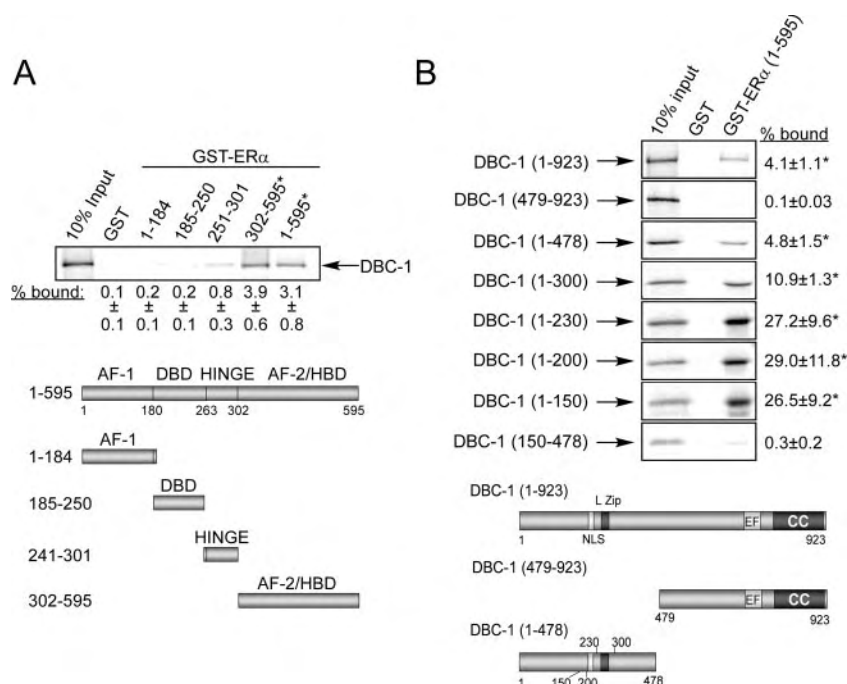 A
GST-ERα
10% Input
GST
1-184
185-250
251-301
302-595*
1-595*
DBC-1
% bound: 0.1 0.2 0.2 0.8 3.9 3.1
± ± ± ± ± ±
0.1 0.1 0.1 0.3 0.6 0.8
AF-1 DBD HINGE AF-2/HBD
1-595
1 180 263 302 595
AF-1
1-184
DBD
185-250
HINGE
241-301
AF-2/HBD
302-595
B
10% input
GST
GST-ERα (1-595)
% bound
DBC-1 (1-923) 4.1±1.1*
DBC-1 (479-923) 0.1±0.03
DBC-1 (1-478) 4.8±1.5*
DBC-1 (1-300) 10.9±1.3*
DBC-1 (1-230) 27.2±9.6*
DBC-1 (1-200) 29.0±11.8*
DBC-1 (1-150) 26.5±9.2*
DBC-1 (150-478) 0.3±0.2
DBC-1 (1-923)
L Zip
EF CC
1 NLS 923
DBC-1 (479-923)
EF CC
479 923
DBC-1 (1-478)
230 300
1 150 200 478